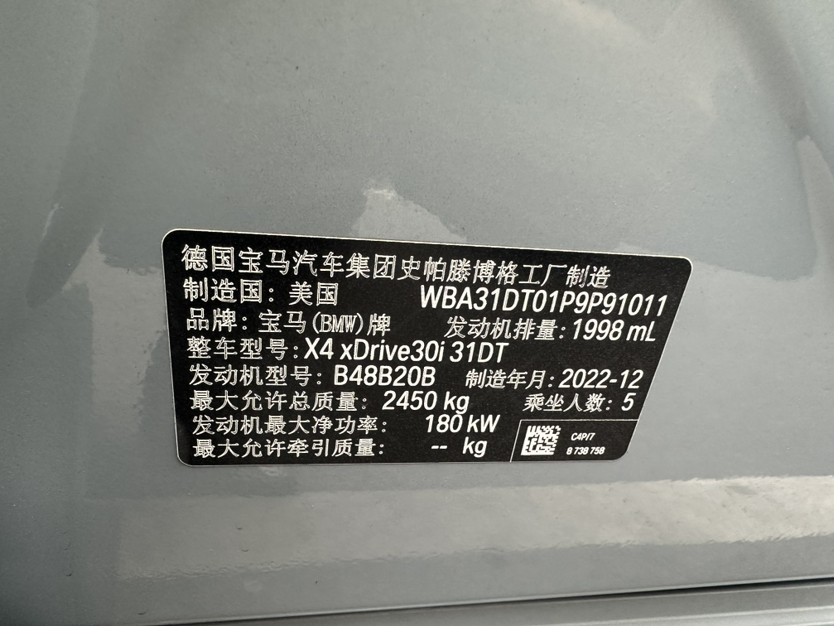 德国宝马汽车集团史帕滕博格工厂制造
制造国：美国 WBA31DT01P9P91011
品牌：宝马(BMW)牌 发动机排量：1998 mL
整车型号：X4 xDrive30i 31DT
发动机型号：B48B20B 制造年月：2022-12
最大允许总质量：2450 kg 乘坐人数：5
发动机最大净功率：180 kW
最大允许牵引质量：-- kg
C4P/7
8 738 758